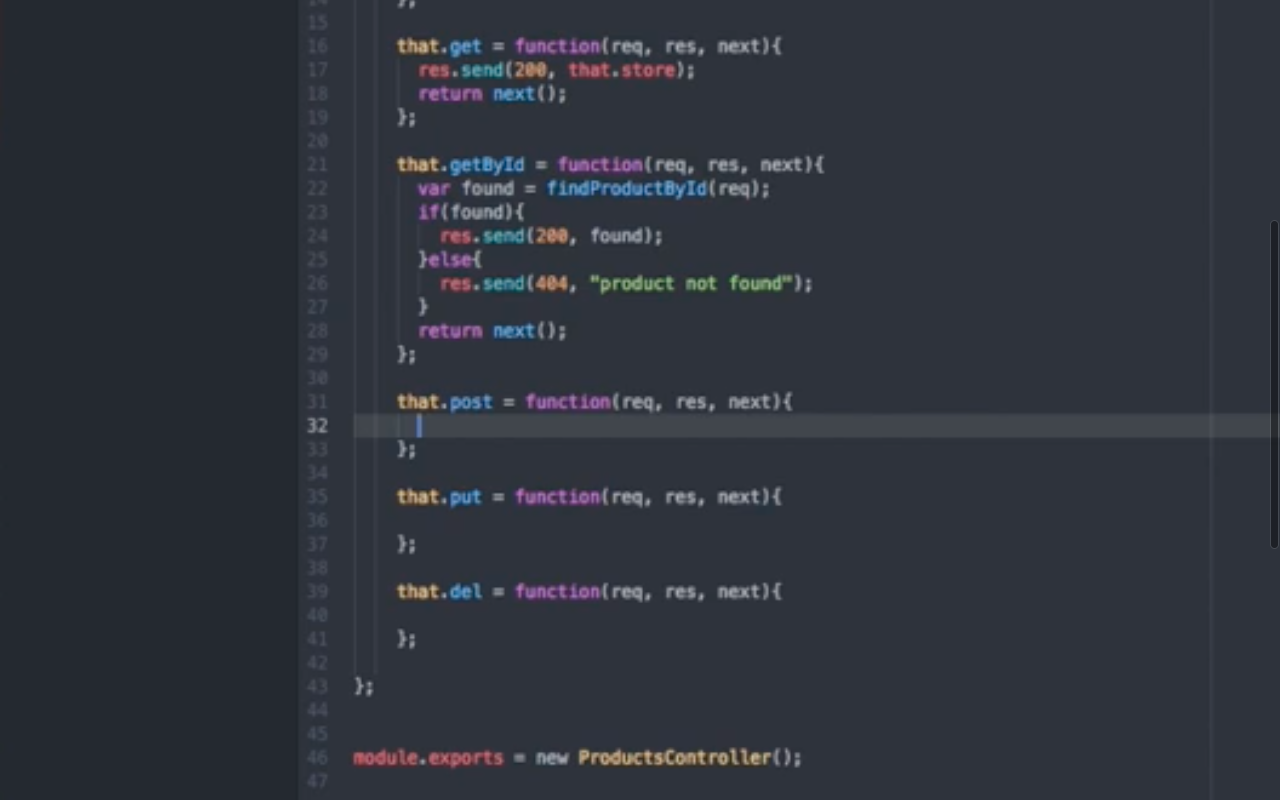 14 };
15
16 that.get = function(req, res, next){
17 res.send(200, that.store);
18 return next();
19 };
20
21 that.getById = function(req, res, next){
22 var found = findProductById(req);
23 if(found){
24 res.send(200, found);
25 }else{
26 res.send(404, "product not found");
27 }
28 return next();
29 };
30
31 that.post = function(req, res, next){
32
33 };
34
35 that.put = function(req, res, next){
36
37 };
38
39 that.del = function(req, res, next){
40
41 };
42
43 };
44
45
46 module.exports = new ProductsController();
47